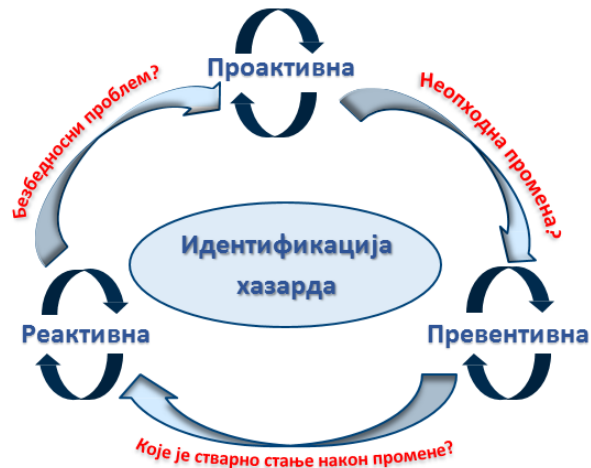 Проактивна
Безбедносни проблем?
Неопходна промена?
Идентификација
хазарда
Реактивна
Превентивна
Које је стварно стање након промене?